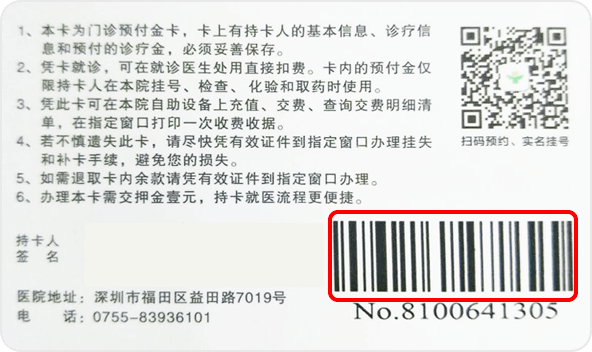 1、本卡为门诊预付金卡，卡上有持卡人的基本信息、诊疗信
息和预付的诊疗金，必须妥善保存。
2、凭卡就诊，可在就诊医生处用直接扣费。卡内的预付金仅
限持卡人在本院挂号、检查、化验和取药时使用。
3、凭此卡可在本院自助设备上充值、交费、查询交费明细清
单，在指定窗口打印一次收费收据。
4、若不慎遗失此卡，请尽快凭有效证件到指定窗口办理挂失
和补卡手续，避免您的损失。
5、如需退取卡内余款请凭有效证件到指定窗口办理。
6、办理本卡需交押金壹元，持卡就医流程更便捷。
扫码预约、实名挂号
持卡人
签 名
医院地址：深圳市福田区益田路7019号
电 话：0755-83936101
No.8100641305